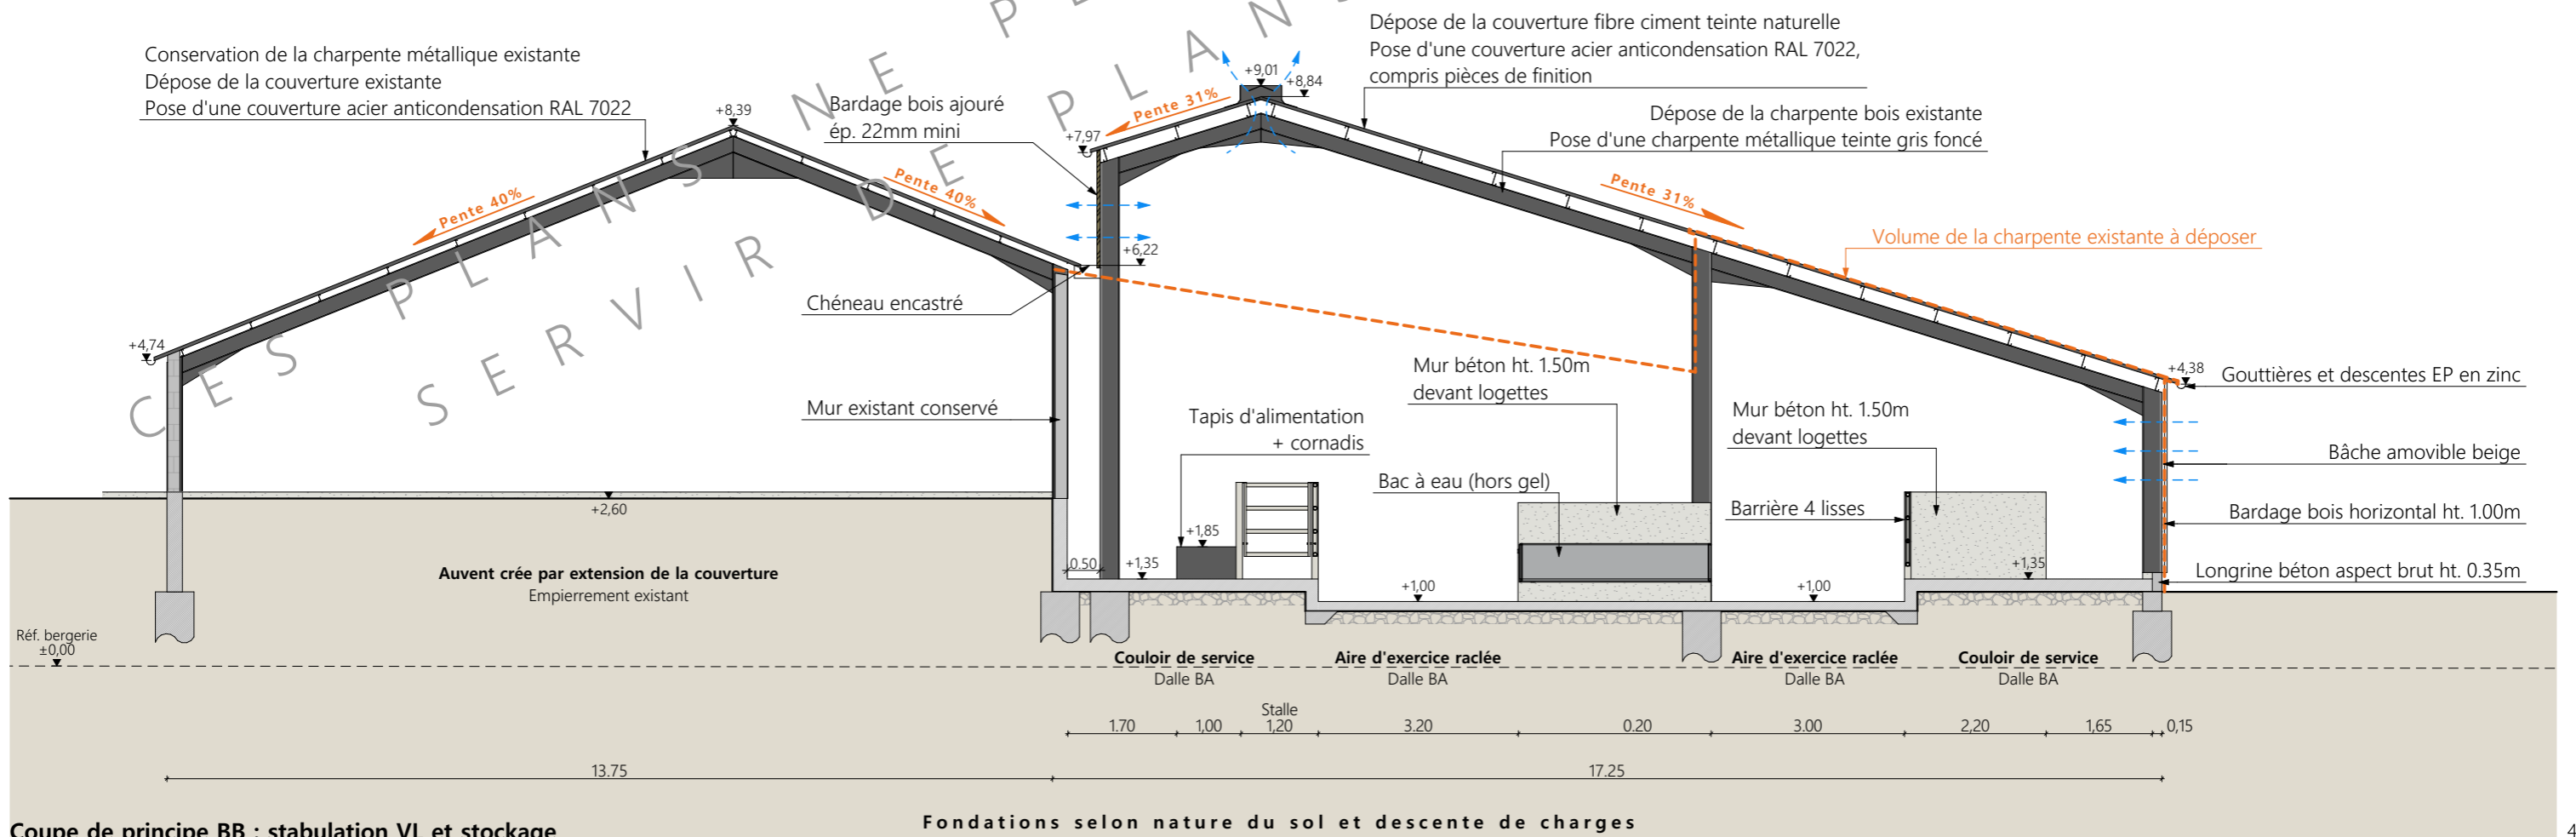 CES PLANS NE P
SERVIR DE PLANS
Conservation de la charpente métallique existante
Dépose de la couverture existante
Pose d'une couverture acier anticondensation RAL 7022
+8,39
Bardage bois ajouré
ép. 22mm mini
Pente 31%
+9,01
+8,84
+7,97
Dépose de la couverture fibre ciment teinte naturelle
Pose d'une couverture acier anticondensation RAL 7022,
compris pièces de finition
Dépose de la charpente bois existante
Pose d'une charpente métallique teinte gris foncé
Pente 40%
Pente 40%
Pente 31%
Volume de la charpente existante à déposer
+6,22
Chéneau encastré
+4,74
Mur existant conservé
Tapis d'alimentation
+ cornadis
Mur béton ht. 1.50m
devant logettes
Mur béton ht. 1.50m
devant logettes
+4,38
Gouttières et descentes EP en zinc
Bâche amovible beige
Bac à eau (hors gel)
Barrière 4 lisses
Bardage bois horizontal ht. 1.00m
Longrine béton aspect brut ht. 0.35m
+2,60
+1,85
0.50
+1,35
+1,00
+1,00
+1,35
Auvent crée par extension de la couverture
Empierrement existant
Réf. bergerie
±0,00
Couloir de service
Dalle BA
Aire d'exercice raclée
Dalle BA
Aire d'exercice raclée
Dalle BA
Couloir de service
Dalle BA
Stalle
1.70 1,00 1,20 3.20 0.20 3.00 2,20 1,65 0,15
13.75 17.25
Coupe de principe BB : stabulation VL et stockage
Fondations selon nature du sol et descente de charges
4